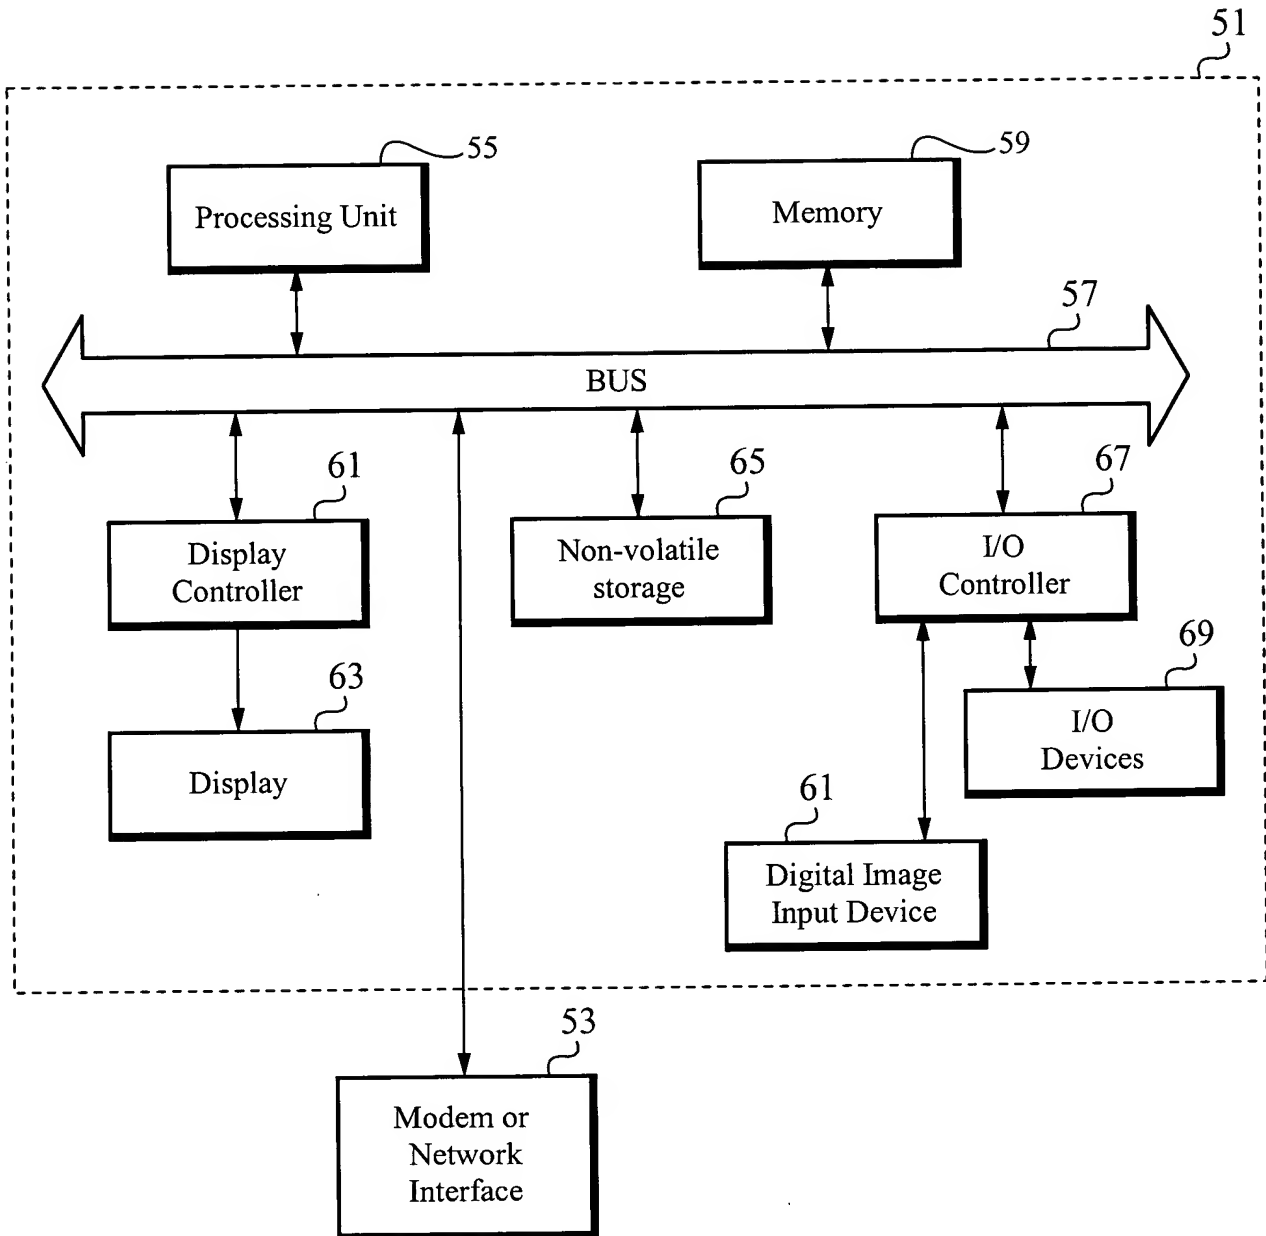 51
55
Processing Unit
59
Memory
57
BUS
61
Display
Controller
65
Non-volatile
storage
67
I/O
Controller
63
Display
69
I/O
Devices
61
Digital Image
Input Device
53
Modem or
Network
Interface